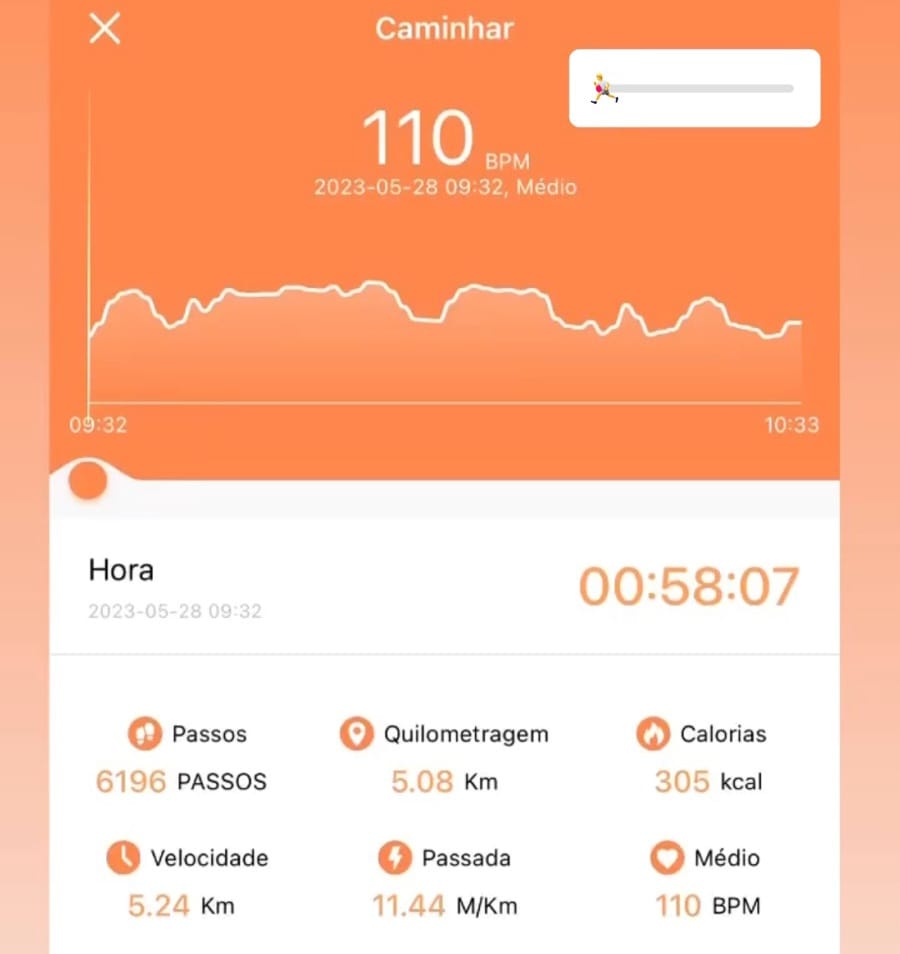 Caminhar
110 BPM
2023-05-28 09:32, Médio
09:32 10:33
Hora
00:58:07
2023-05-28 09:32
Passos Quilometragem Calorias
6196 PASSOS 5.08 Km 305 kcal
Velocidade Passada Médio
5.24 Km 11.44 M/Km 110 BPM